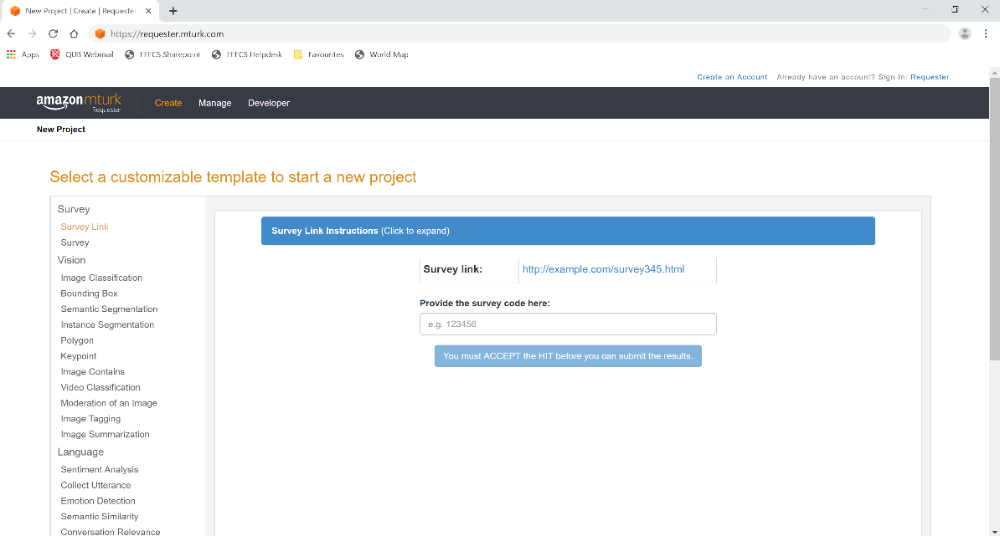 New Project | Create | Requester
https://requester.mturk.com
Apps QUB Webmail EEECS Sharepoint EEECS Helpdesk Favourites World Map
Create an Account Already have an account? Sign In: Requester
amazonmturk
Requester
Create Manage Developer
New Project
Select a customizable template to start a new project
Survey
Survey Link
Survey
Vision
Image Classification
Bounding Box
Semantic Segmentation
Instance Segmentation
Polygon
Keypoint
Image Contains
Video Classification
Moderation of an Image
Image Tagging
Image Summarization
Language
Sentiment Analysis
Collect Utterance
Emotion Detection
Semantic Similarity
Conversation Relevance
Survey Link Instructions (Click to expand)
Survey link: http://example.com/survey345.html
Provide the survey code here:
e.g. 123456
You must ACCEPT the HIT before you can submit the results.